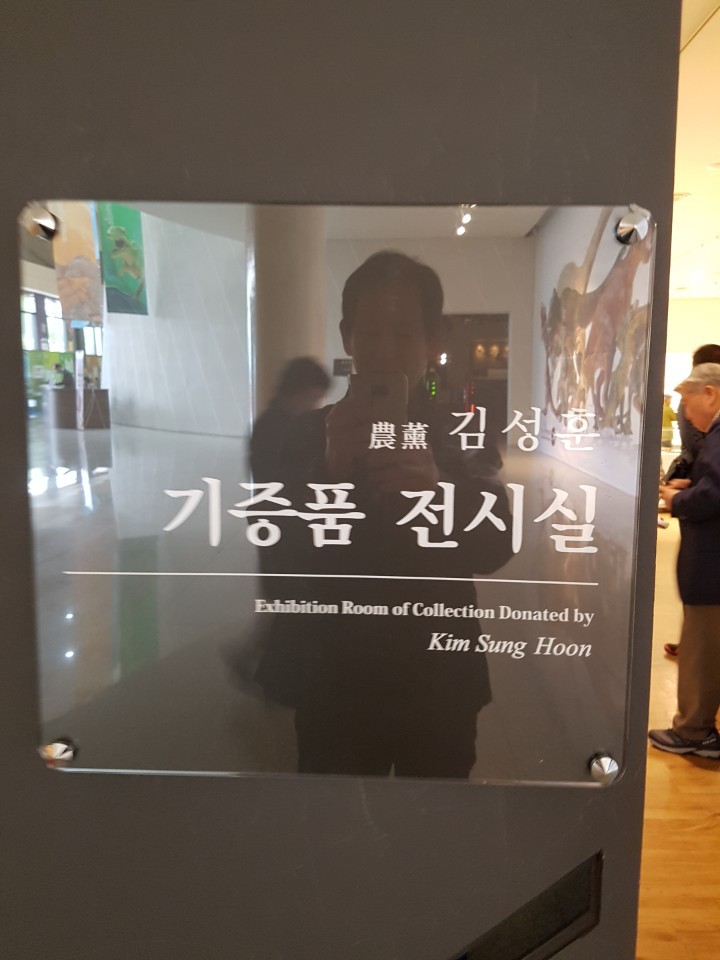 農薰 김성훈
기증품 전시실
Exhibition Room of Collection Donated by
Kim Sung Hoon